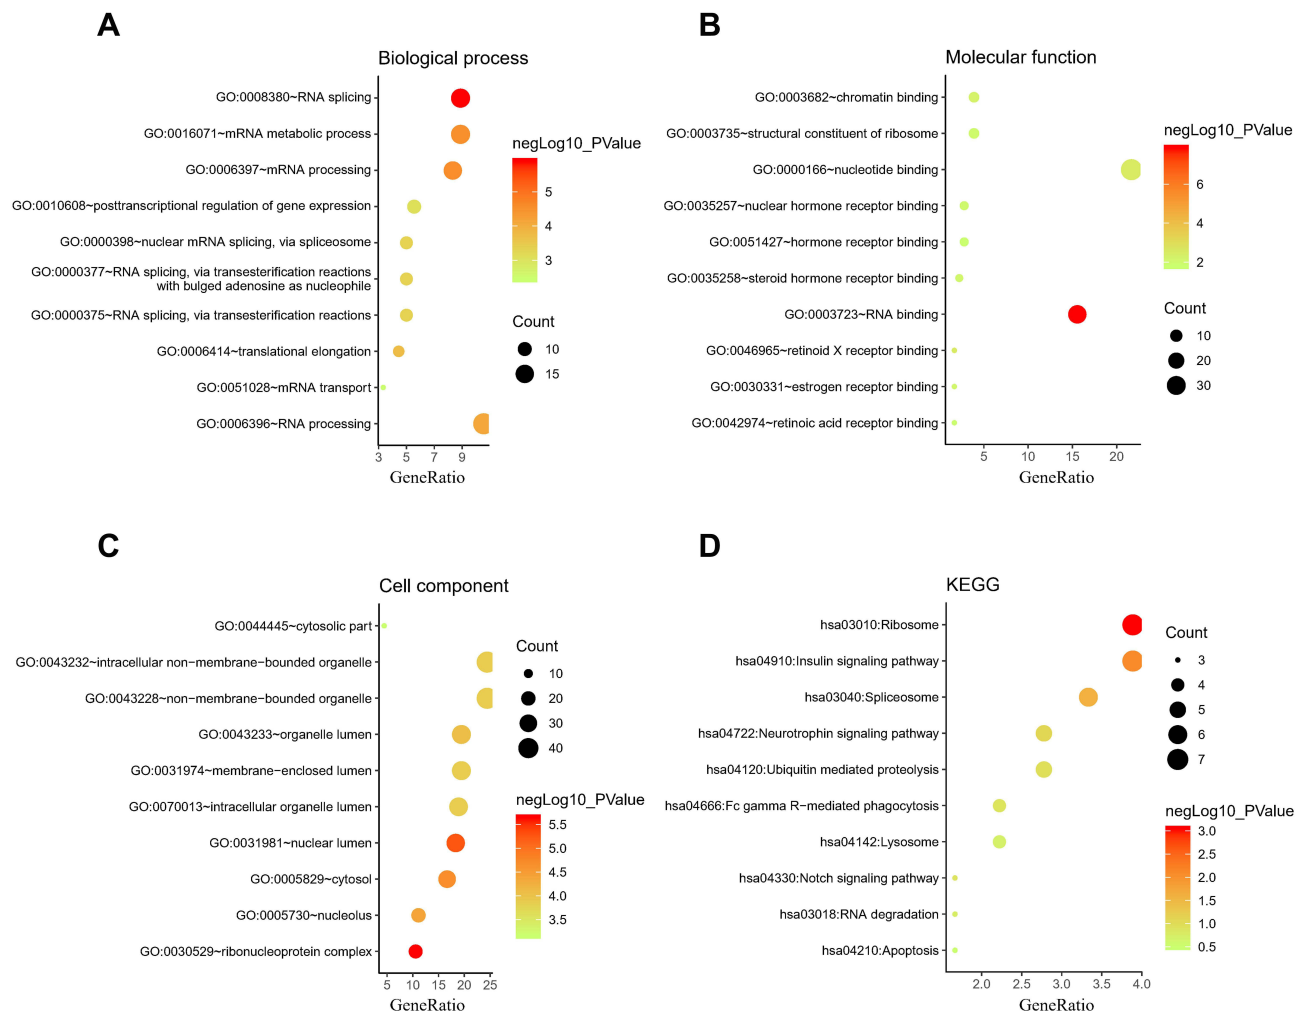 A
Biological process
GO:0008380~RNA splicing
GO:0016071~mRNA metabolic process
GO:0006397~mRNA processing
GO:0010608~posttranscriptional regulation of gene expression
GO:0000398~nuclear mRNA splicing, via spliceosome
GO:0000377~RNA splicing, via transesterification reactions
with bulged adenosine as nucleophile
GO:0000375~RNA splicing, via transesterification reactions
GO:0006414~translational elongation
GO:0051028~mRNA transport
GO:0006396~RNA processing
3 5 7 9
GeneRatio
negLog10_PValue
5
4
3
Count
10
15
B
Molecular function
GO:0003682~chromatin binding
GO:0003735~structural constituent of ribosome
GO:0000166~nucleotide binding
GO:0035257~nuclear hormone receptor binding
GO:0051427~hormone receptor binding
GO:0035258~steroid hormone receptor binding
GO:0003723~RNA binding
GO:0046965~retinoid X receptor binding
GO:0030331~estrogen receptor binding
GO:0042974~retinoic acid receptor binding
5 10 15 20
GeneRatio
negLog10_PValue
6
4
2
Count
10
20
30
C
Cell component
GO:0044445~cytosolic part
GO:0043232~intracellular non−membrane−bounded organelle
GO:0043228~non−membrane−bounded organelle
GO:0043233~organelle lumen
GO:0031974~membrane−enclosed lumen
GO:0070013~intracellular organelle lumen
GO:0031981~nuclear lumen
GO:0005829~cytosol
GO:0005730~nucleolus
GO:0030529~ribonucleoprotein complex
5 10 15 20 25
GeneRatio
Count
10
20
30
40
negLog10_PValue
5.5
5.0
4.5
4.0
3.5
D
KEGG
hsa03010:Ribosome
hsa04910:Insulin signaling pathway
hsa03040:Spliceosome
hsa04722:Neurotrophin signaling pathway
hsa04120:Ubiquitin mediated proteolysis
hsa04666:Fc gamma R−mediated phagocytosis
hsa04142:Lysosome
hsa04330:Notch signaling pathway
hsa03018:RNA degradation
hsa04210:Apoptosis
2.0 2.5 3.0 3.5 4.0
GeneRatio
Count
3
4
5
6
7
negLog10_PValue
3.0
2.5
2.0
1.5
1.0
0.5